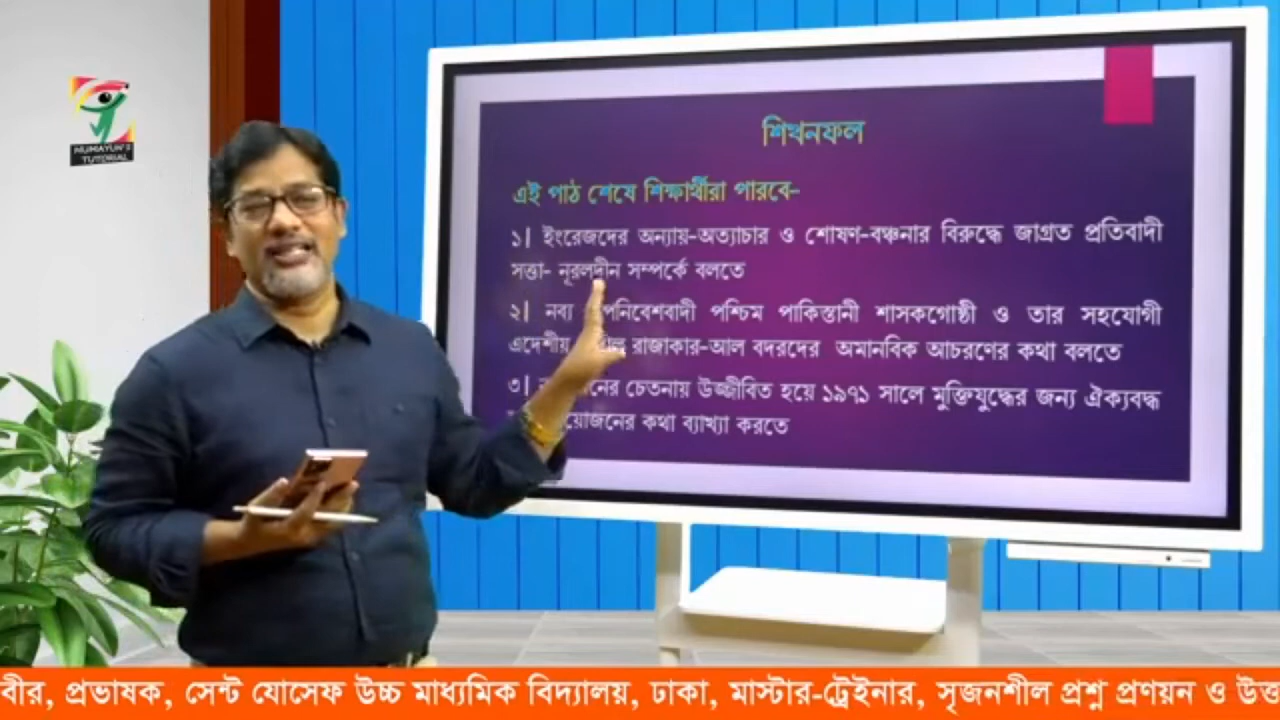 HUMAYUN'S
TUTORIAL
শিখনফল
এই পাঠ শেষে শিক্ষার্থীরা পারবে-
১। ইংরেজদের অন্যায়-অত্যাচার ও শোষণ-বঞ্চনার বিরুদ্ধে জাগ্রত প্রতিবাদী
সত্তা- নূরলদীন সম্পর্কে বলতে
২। নব্য পনিবেশবাদী পশ্চিম পাকিস্তানী শাসকগোষ্ঠী ও তার সহযোগী
এদেশীয় রাজাকার-আল বদরদের অমানবিক আচরণের কথা বলতে
৩। নের চেতনায় উজ্জীবিত হয়ে ১৯৭১ সালে মুক্তিযুদ্ধের জন্য ঐক্যবদ্ধ
য়োজনের কথা ব্যাখ্যা করতে
বীর, প্রভাষক, সেন্ট যোসেফ উচ্চ মাধ্যমিক বিদ্যালয়, ঢাকা, মাস্টার-ট্রেইনার, সৃজনশীল প্রশ্ন প্রণয়ন ও উত্ত